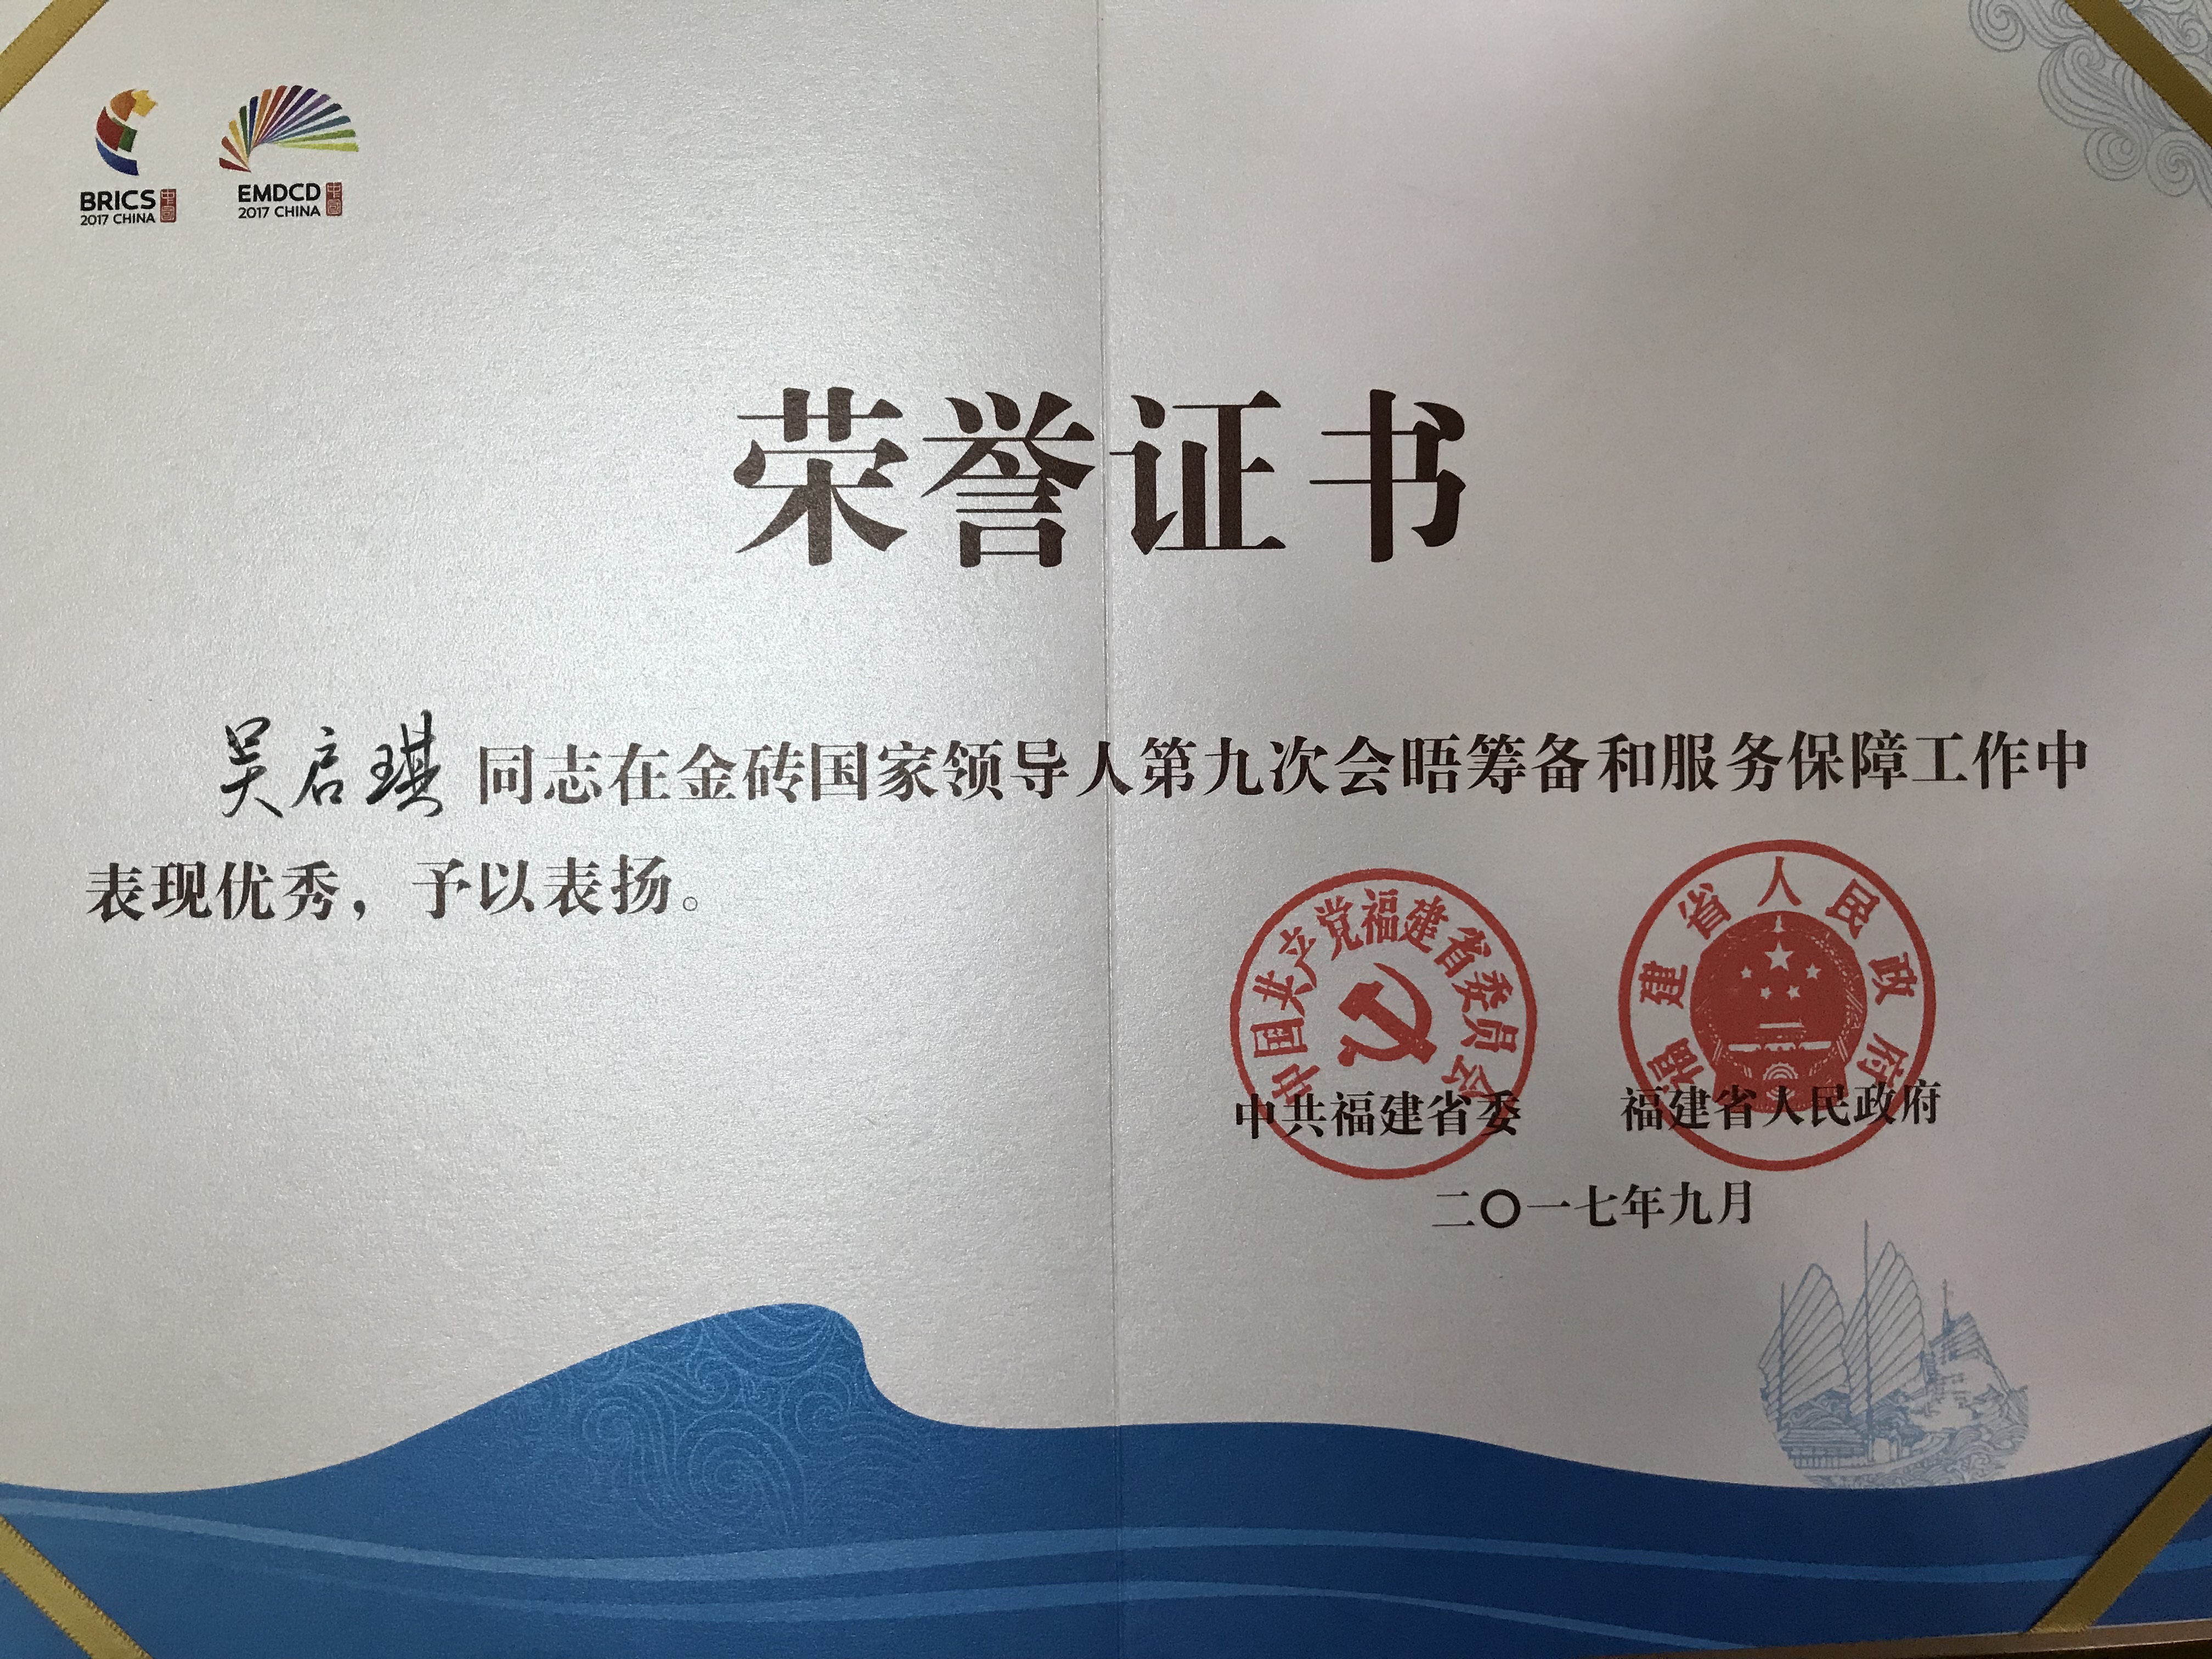 BRICS 中国
2017 CHINA
EMDCD 中国
2017 CHINA
荣誉证书
吴启琪 同志在金砖国家领导人第九次会晤筹备和服务保障工作中
表现优秀，予以表扬。
中国共产党福建省委员会
福建省人民政府
中共福建省委 福建省人民政府
二〇一七年九月